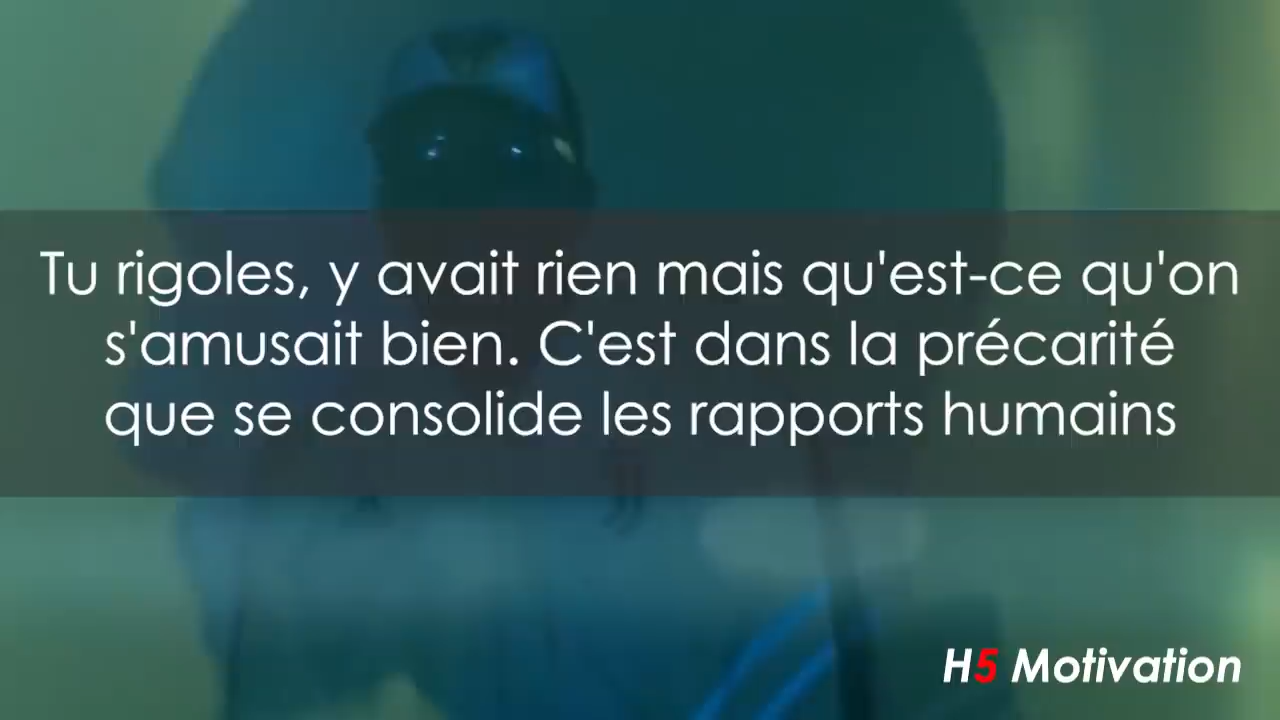 Tu rigoles, y avait rien mais qu'est-ce qu'on
s'amusait bien. C'est dans la précarité
que se consolide les rapports humains
H5 Motivation